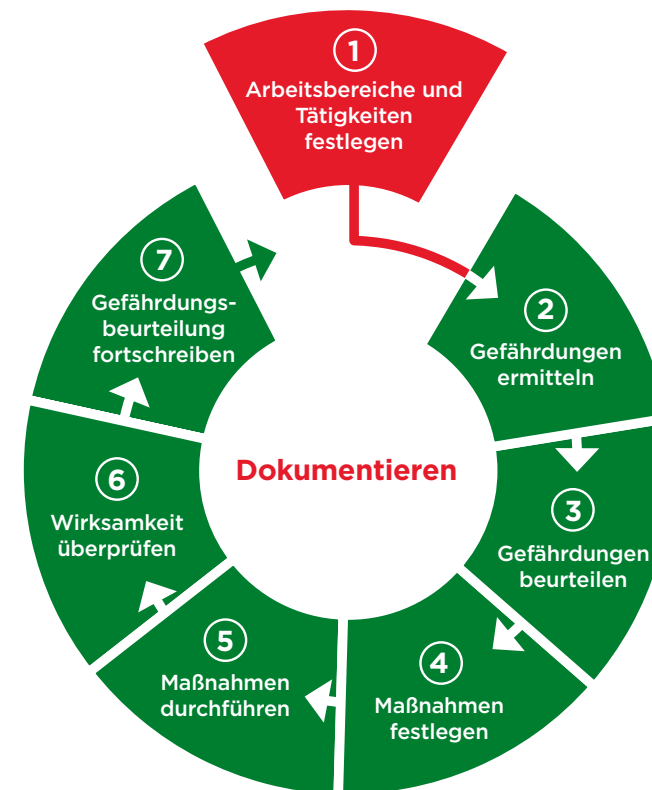 1
Arbeitsbereiche und
Tätigkeiten
festlegen
2
Gefährdungen
ermitteln
3
Gefährdungen
beurteilen
4
Maßnahmen
festlegen
5
Maßnahmen
durchführen
6
Wirksamkeit
überprüfen
7
Gefährdungs-
beurteilung
fortschreiben
Dokumentieren